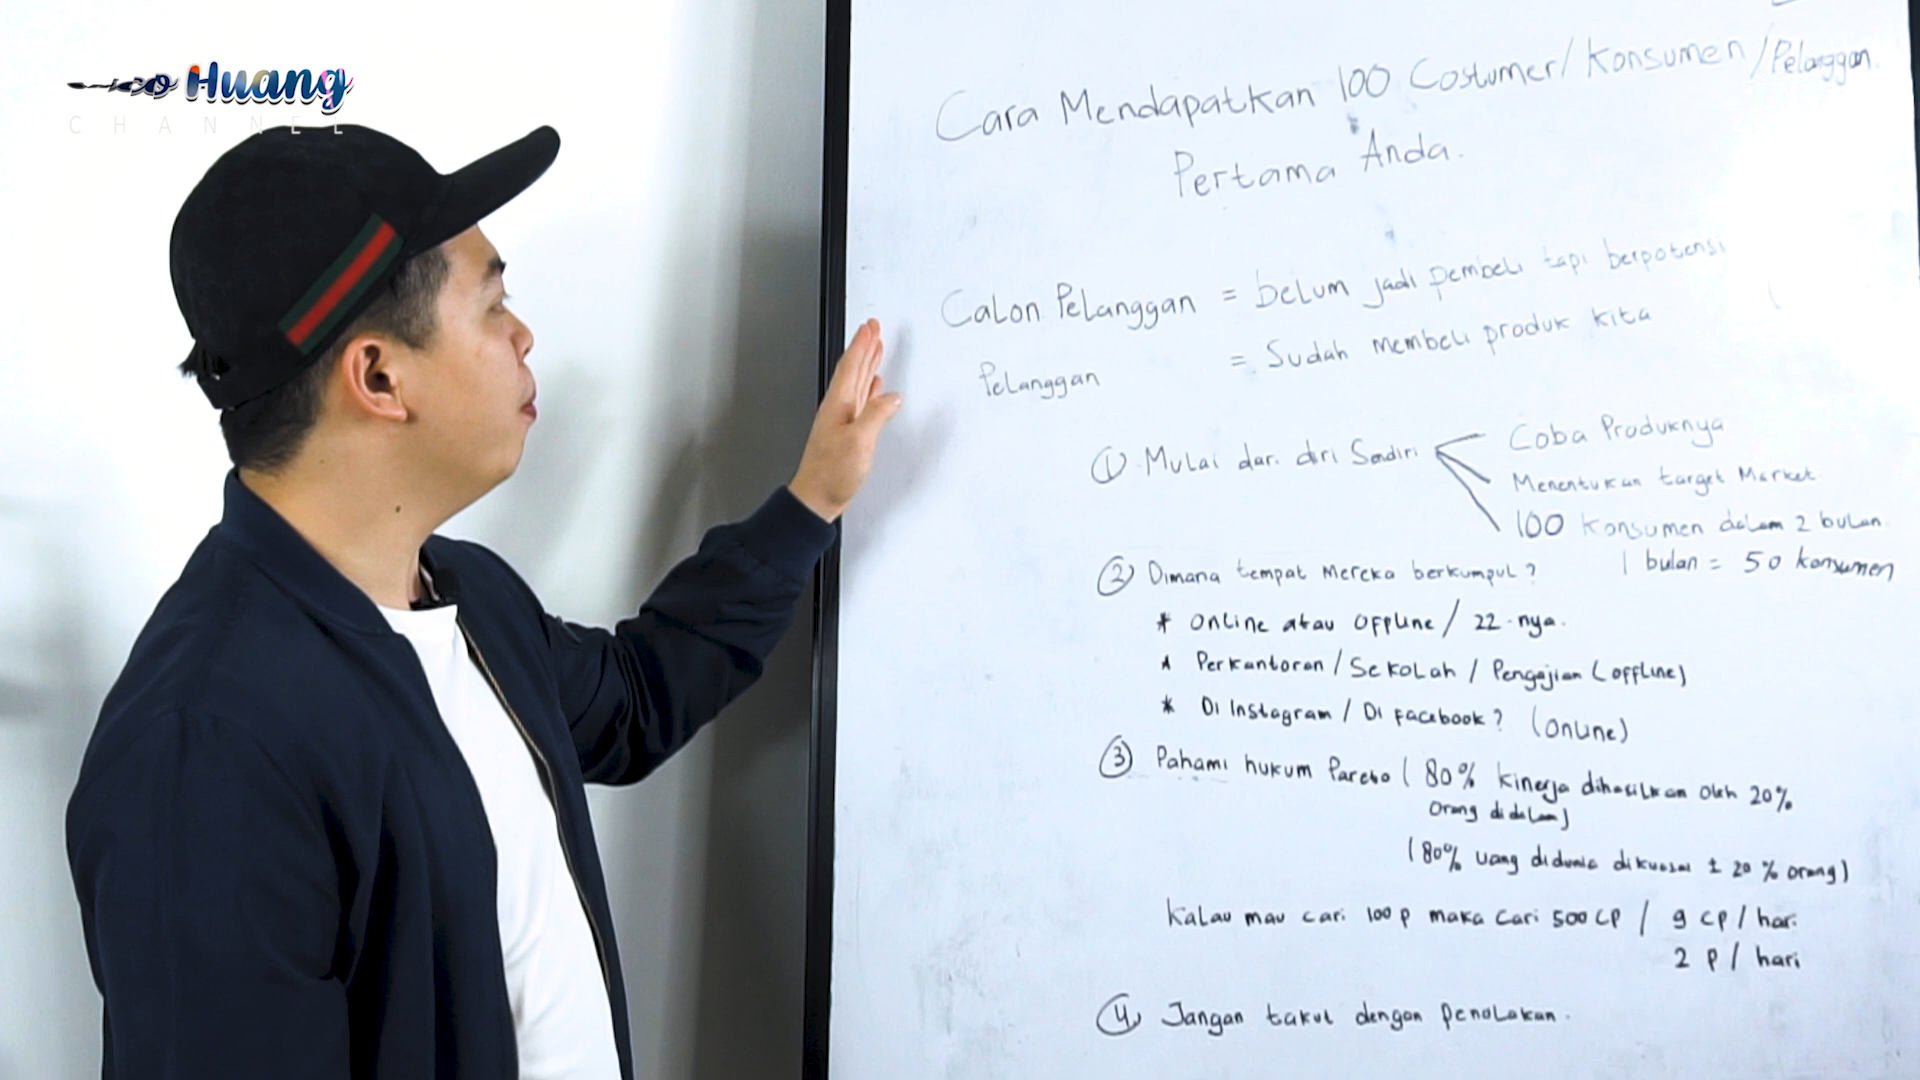 Huang
CHANNEL
Cara Mendapatkan 100 Costumer/Konsumen/Pelanggan.
Pertama Anda.
Calon Pelanggan = belum jadi pembeli tapi berpotensi
Pelanggan = Sudah membeli produk kita
① Mulai dari diri Sendiri
Coba Produknya
Menentukan target Market
100 Konsumen dalam 2 bulan
1 bulan = 50 konsumen
② Dimana tempat Mereka berkumpul?
* Online atau Offline / 22-nya.
* Perkantoran / Sekolah / Pengajian (offline)
* Di Instagram / Di Facebook? (Online)
③ Pahami hukum Pareto ( 80% kinerja dihasilkan oleh 20%
Orang didalam)
(80% uang didunia dikuasai ± 20% orang)
Kalau mau cari 100 P maka cari 500 CP / 9 CP / hari
2 P / hari
④ Jangan takut dengan penolakan.